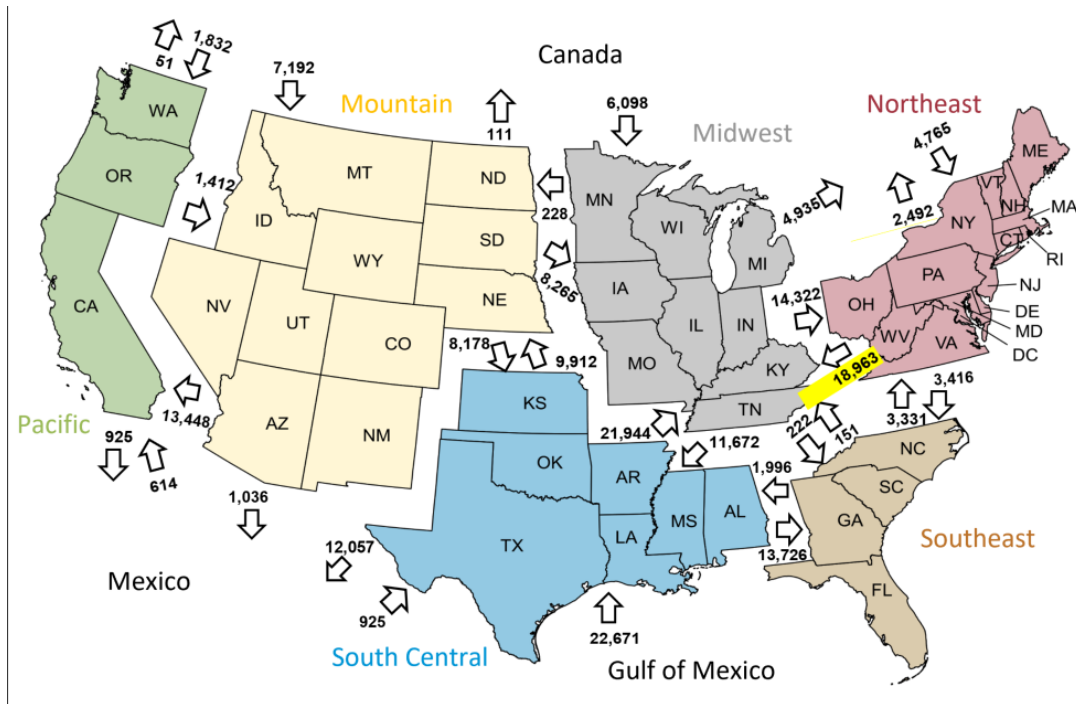 1,832
51
Canada
7,192
Mountain
111
6,098
Midwest
Northeast
4,765
2,492
4,935
WA
OR
CA
1,412
MT
ID
WY
NV
UT
CO
AZ
NM
ND
SD
NE
228
8,265
MN
WI
MI
IA
IL
IN
MO
KY
TN
14,322
ME
VT
NH
MA
NY
CT
RI
PA
NJ
OH
DE
WV
MD
VA
DC
18,963
8,178
9,912
Pacific
13,448
925
614
1,036
KS
OK
AR
TX
LA
MS
AL
21,944
11,672
222
151
3,331
3,416
1,996
13,726
NC
SC
GA
FL
Southeast
12,057
925
Mexico
22,671
South Central
Gulf of Mexico